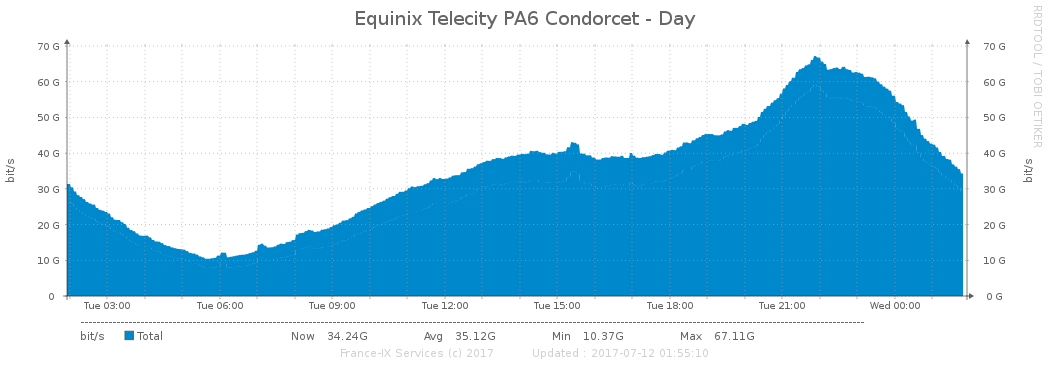 Equinix Telecity PA6 Condorcet - Day
RRDTOOL / TOBI OETIKER
bit/s
70 G
60 G
50 G
40 G
30 G
20 G
10 G
0
70 G
60 G
50 G
40 G
30 G
20 G
10 G
0 G
bit/s
Tue 03:00 Tue 06:00 Tue 09:00 Tue 12:00 Tue 15:00 Tue 18:00 Tue 21:00 Wed 00:00
bit/s Total Now 34.24G Avg 35.12G Min 10.37G Max 67.11G
France-IX Services (c) 2017 Updated : 2017-07-12 01:55:10